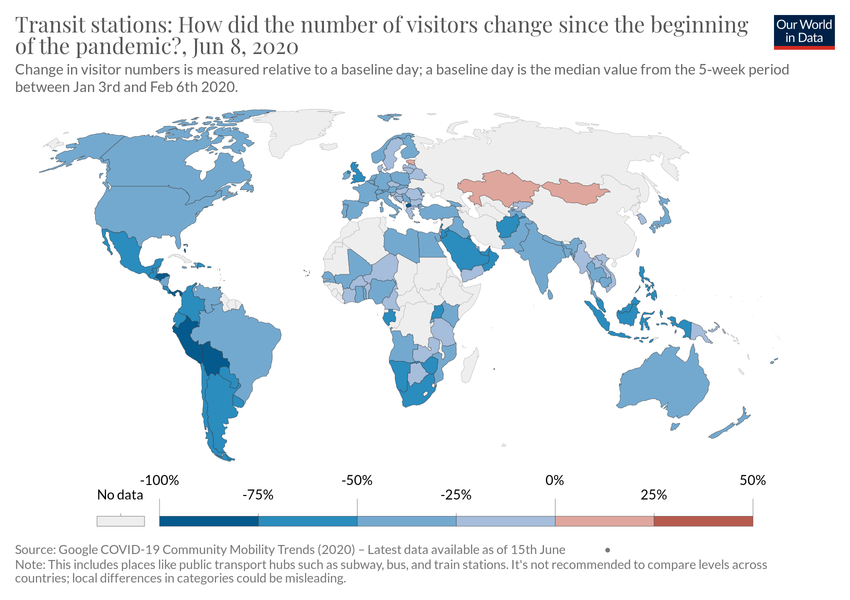 Transit stations: How did the number of visitors change since the beginning
of the pandemic?, Jun 8, 2020
Our World
in Data
Change in visitor numbers is measured relative to a baseline day; a baseline day is the median value from the 5-week period
between Jan 3rd and Feb 6th 2020.
-100% -50% 0% 50%
No data -75% -25% 25%
Source: Google COVID-19 Community Mobility Trends (2020) – Latest data available as of 15th June
Note: This includes places like public transport hubs such as subway, bus, and train stations. It's not recommended to compare levels across
countries; local differences in categories could be misleading.